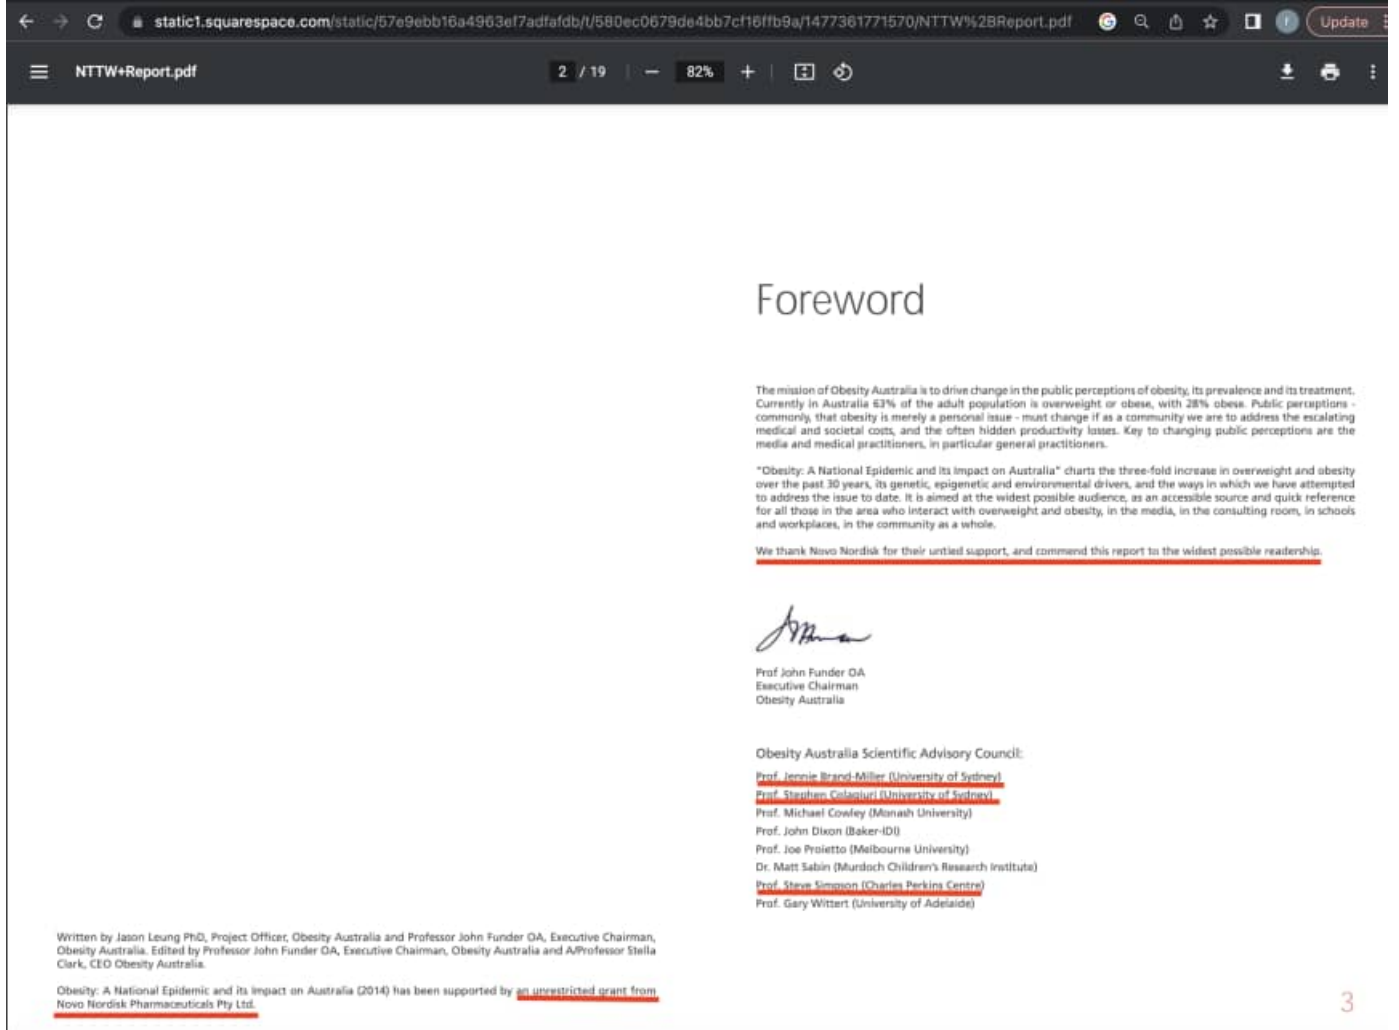 static1.squarespace.com/static/57e9ebb16a4963ef7adfafdb/t/580ec0679de4bb7cf16ffb9a/1477361771570/NTTW%2BReport.pdf
Update
NTTW+Report.pdf
2 / 19
82%
Foreword
The mission of Obesity Australia is to drive change in the public perceptions of obesity, its prevalence and its treatment.
Currently in Australia 63% of the adult population is overweight or obese, with 28% obese. Public perceptions -
commonly, that obesity is merely a personal issue - must change if as a community we are to address the escalating
medical and societal costs, and the often hidden productivity losses. Key to changing public perceptions are the
media and medical practitioners, in particular general practitioners.
"Obesity: A National Epidemic and its Impact on Australia" charts the three-fold increase in overweight and obesity
over the past 30 years, its genetic, epigenetic and environmental drivers, and the ways in which we have attempted
to address the issue to date. It is aimed at the widest possible audience, as an accessible source and quick reference
for all those in the area who interact with overweight and obesity, in the media, in the consulting room, in schools
and workplaces, in the community as a whole.
We thank Novo Nordisk for their untied support, and commend this report to the widest possible readership.
Prof John Funder OA
Executive Chairman
Obesity Australia
Obesity Australia Scientific Advisory Council:
Prof. Jennie Brand-Miller (University of Sydney)
Prof. Stephen Colagiuri (University of Sydney)
Prof. Michael Cowley (Monash University)
Prof. John Dixon (Baker-IDI)
Prof. Joe Proietto (Melbourne University)
Dr. Matt Sabin (Murdoch Children's Research Institute)
Prof. Steve Simpson (Charles Perkins Centre)
Prof. Gary Wittert (University of Adelaide)
Written by Jason Leung PhD, Project Officer, Obesity Australia and Professor John Funder OA, Executive Chairman,
Obesity Australia. Edited by Professor John Funder OA, Executive Chairman, Obesity Australia and A/Professor Stella
Clark, CEO Obesity Australia.
Obesity: A National Epidemic and its Impact on Australia (2014) has been supported by an unrestricted grant from
Novo Nordisk Pharmaceuticals Pty Ltd.
3